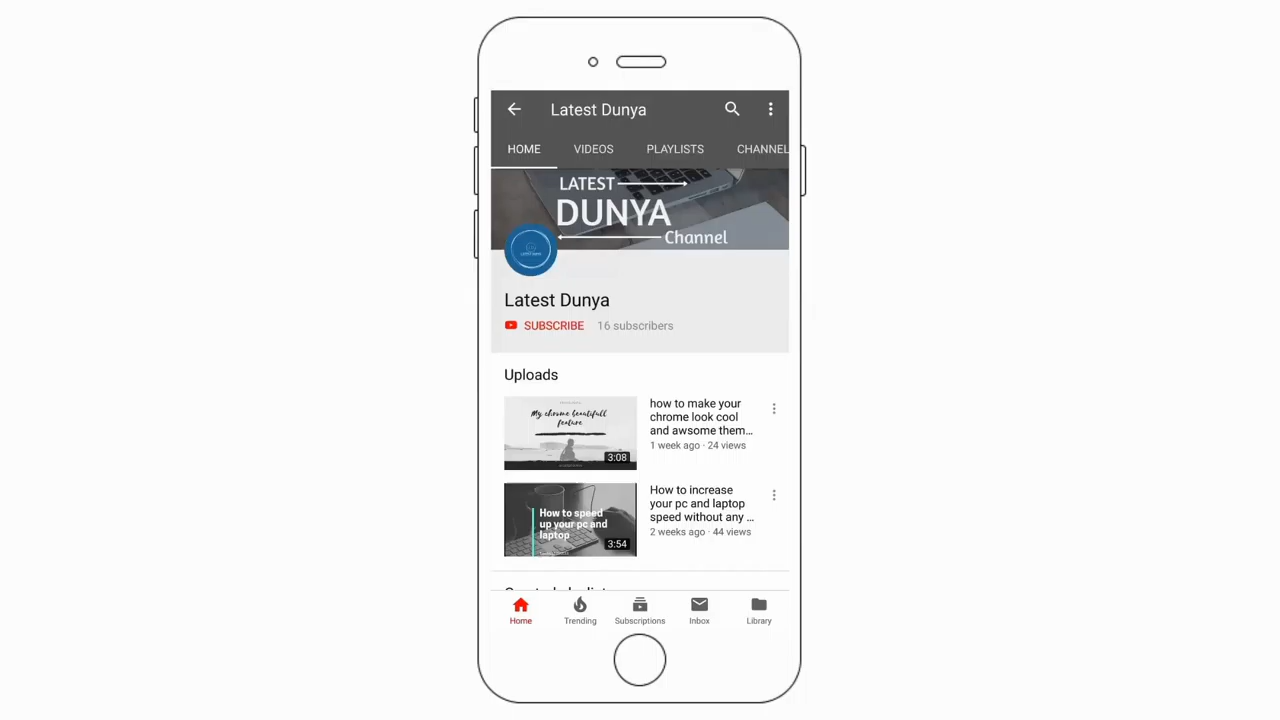 Latest Dunya
HOME VIDEOS PLAYLISTS CHANNEL
LATEST
DUNYA
Channel
Latest Dunya
SUBSCRIBE 16 subscribers
Uploads
My chrome beautifull
feature
3:08
how to make your
chrome look cool
and awsome them...
1 week ago · 24 views
How to speed
up your pc and
laptop
3:54
How to increase
your pc and laptop
speed without any ...
2 weeks ago · 44 views
Home Trending Subscriptions Inbox Library